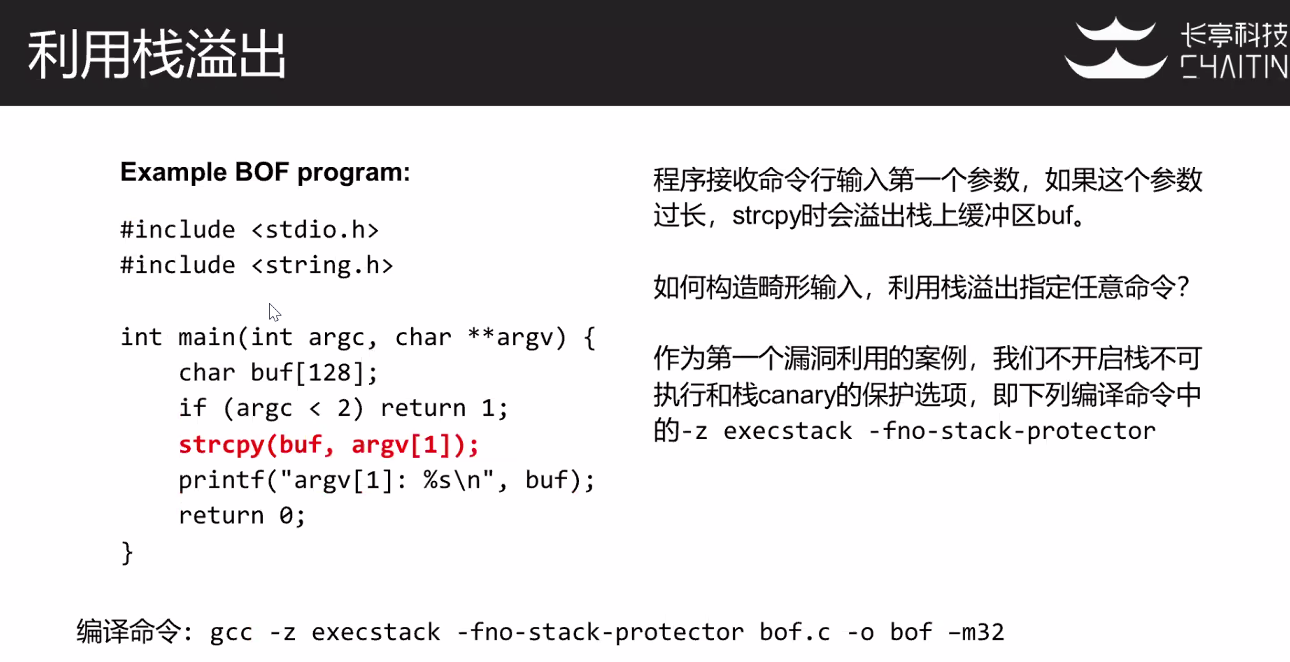 利用栈溢出
长亭科技
CHAITIN
Example BOF program:
#include <stdio.h>
#include <string.h>
int main(int argc, char **argv) {
    char buf[128];
    if (argc < 2) return 1;
    strcpy(buf, argv[1]);
    printf("argv[1]: %s\n", buf);
    return 0;
}
程序接收命令行输入第一个参数，如果这个参数
过长，strcpy时会溢出栈上缓冲区buf。
如何构造畸形输入，利用栈溢出指定任意命令？
作为第一个漏洞利用的案例，我们不开启栈不可
执行和栈canary的保护选项，即下列编译命令中
的-z execstack -fno-stack-protector
编译命令：gcc -z execstack -fno-stack-protector bof.c -o bof –m32